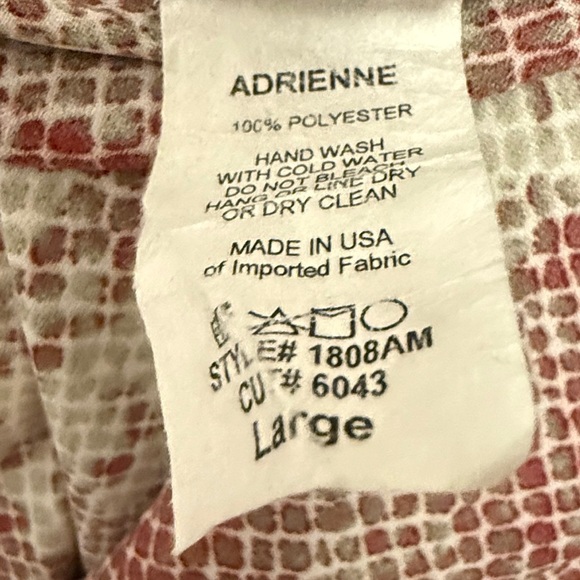 ADRIENNE
100% POLYESTER
HAND WASH
WITH COLD WATER
DO NOT BLEACH
HANG OR LINE DRY
OR DRY CLEAN
MADE IN USA
of Imported Fabric
STYLE# 1808AM
CUT# 6043
Large